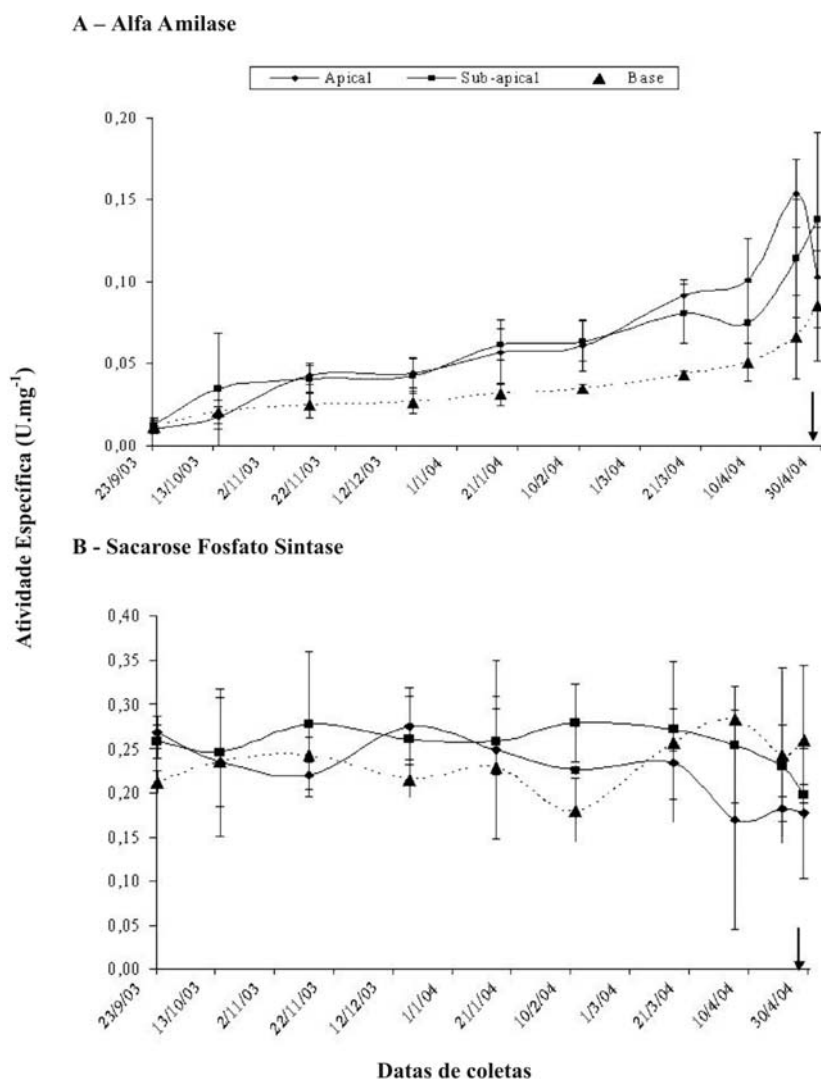 A – Alfa Amilase
Apical Sub-apical Base
0,20
0,15
0,10
0,05
0,00
23/9/03 13/10/03 2/11/03 22/11/03 12/12/03 1/1/04 21/1/04 10/2/04 1/3/04 21/3/04 10/4/04 30/4/04
B - Sacarose Fosfato Sintase
Atividade Específica (U.mg⁻¹)
0,40
0,35
0,30
0,25
0,20
0,15
0,10
0,05
0,00
23/9/03 13/10/03 2/11/03 22/11/03 12/12/03 1/1/04 21/1/04 10/2/04 1/3/04 21/3/04 10/4/04 30/4/04
Datas de coletas